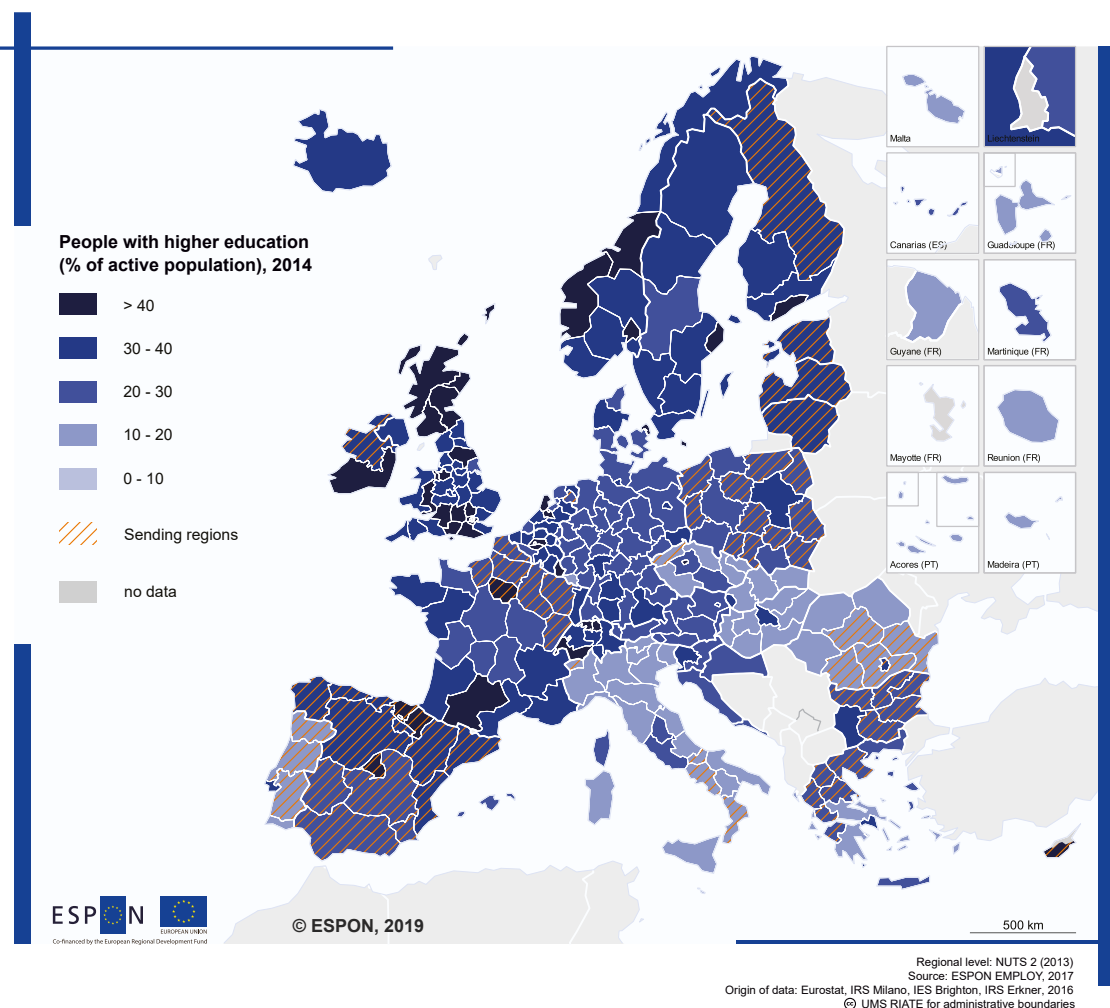 Malta
Liechtenstein
Canarias (ES)
Guadaloupe (FR)
People with higher education
(% of active population), 2014
> 40
30 - 40
20 - 30
10 - 20
0 - 10
Sending regions
no data
Guyane (FR)
Martinique (FR)
Mayotte (FR)
Reunion (FR)
Acores (PT)
Madeira (PT)
ESPON
EUROPEAN UNION
Co-financed by the European Regional Development Fund
© ESPON, 2019
500 km
Regional level: NUTS 2 (2013)
Source: ESPON EMPLOY, 2017
Origin of data: Eurostat, IRS Milano, IES Brighton, IRS Erkner, 2016
cc UMS RIATE for administrative boundaries